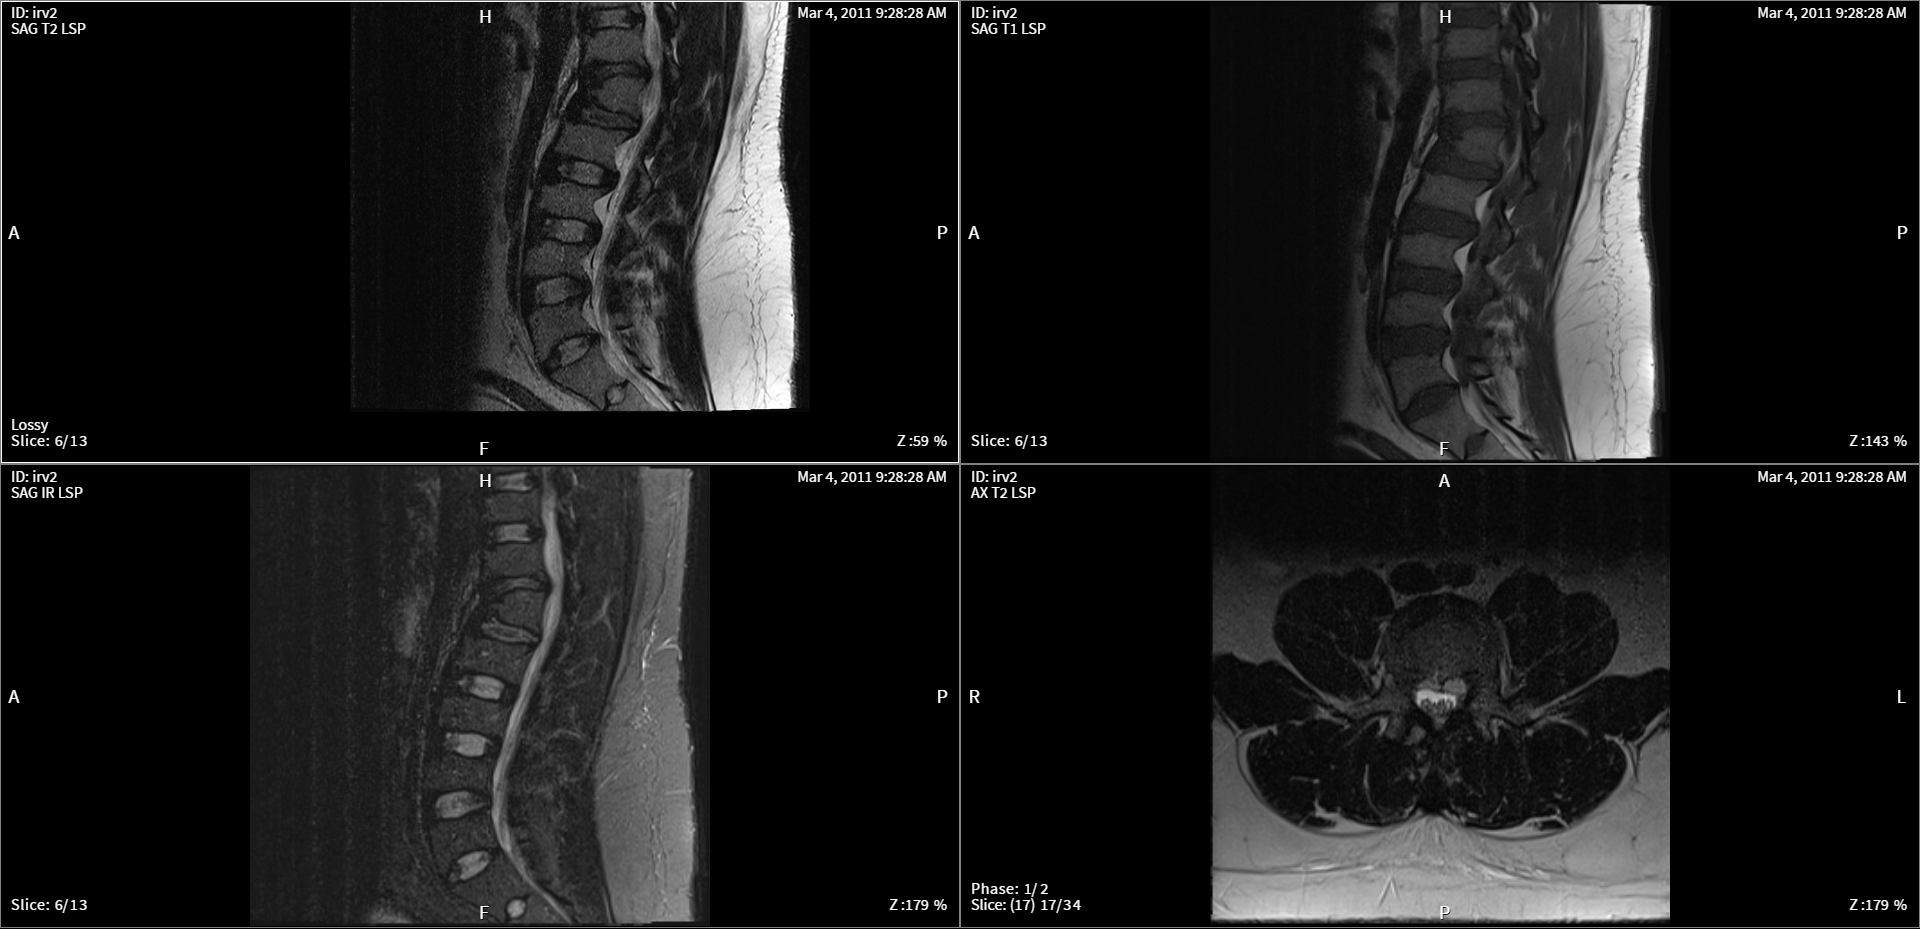 ID: irv2
SAG T2 LSP
H
Mar 4, 2011 9:28:28 AM
A
P
Lossy
Slice: 6/13
F
Z :59 %
ID: irv2
SAG T1 LSP
H
Mar 4, 2011 9:28:28 AM
A
P
Slice: 6/13
F
Z :143 %
ID: irv2
SAG IR LSP
H
Mar 4, 2011 9:28:28 AM
A
P
Slice: 6/13
F
Z :179 %
ID: irv2
AX T2 LSP
A
Mar 4, 2011 9:28:28 AM
R
L
Phase: 1/ 2
Slice: (17) 17/34
P
Z :179 %